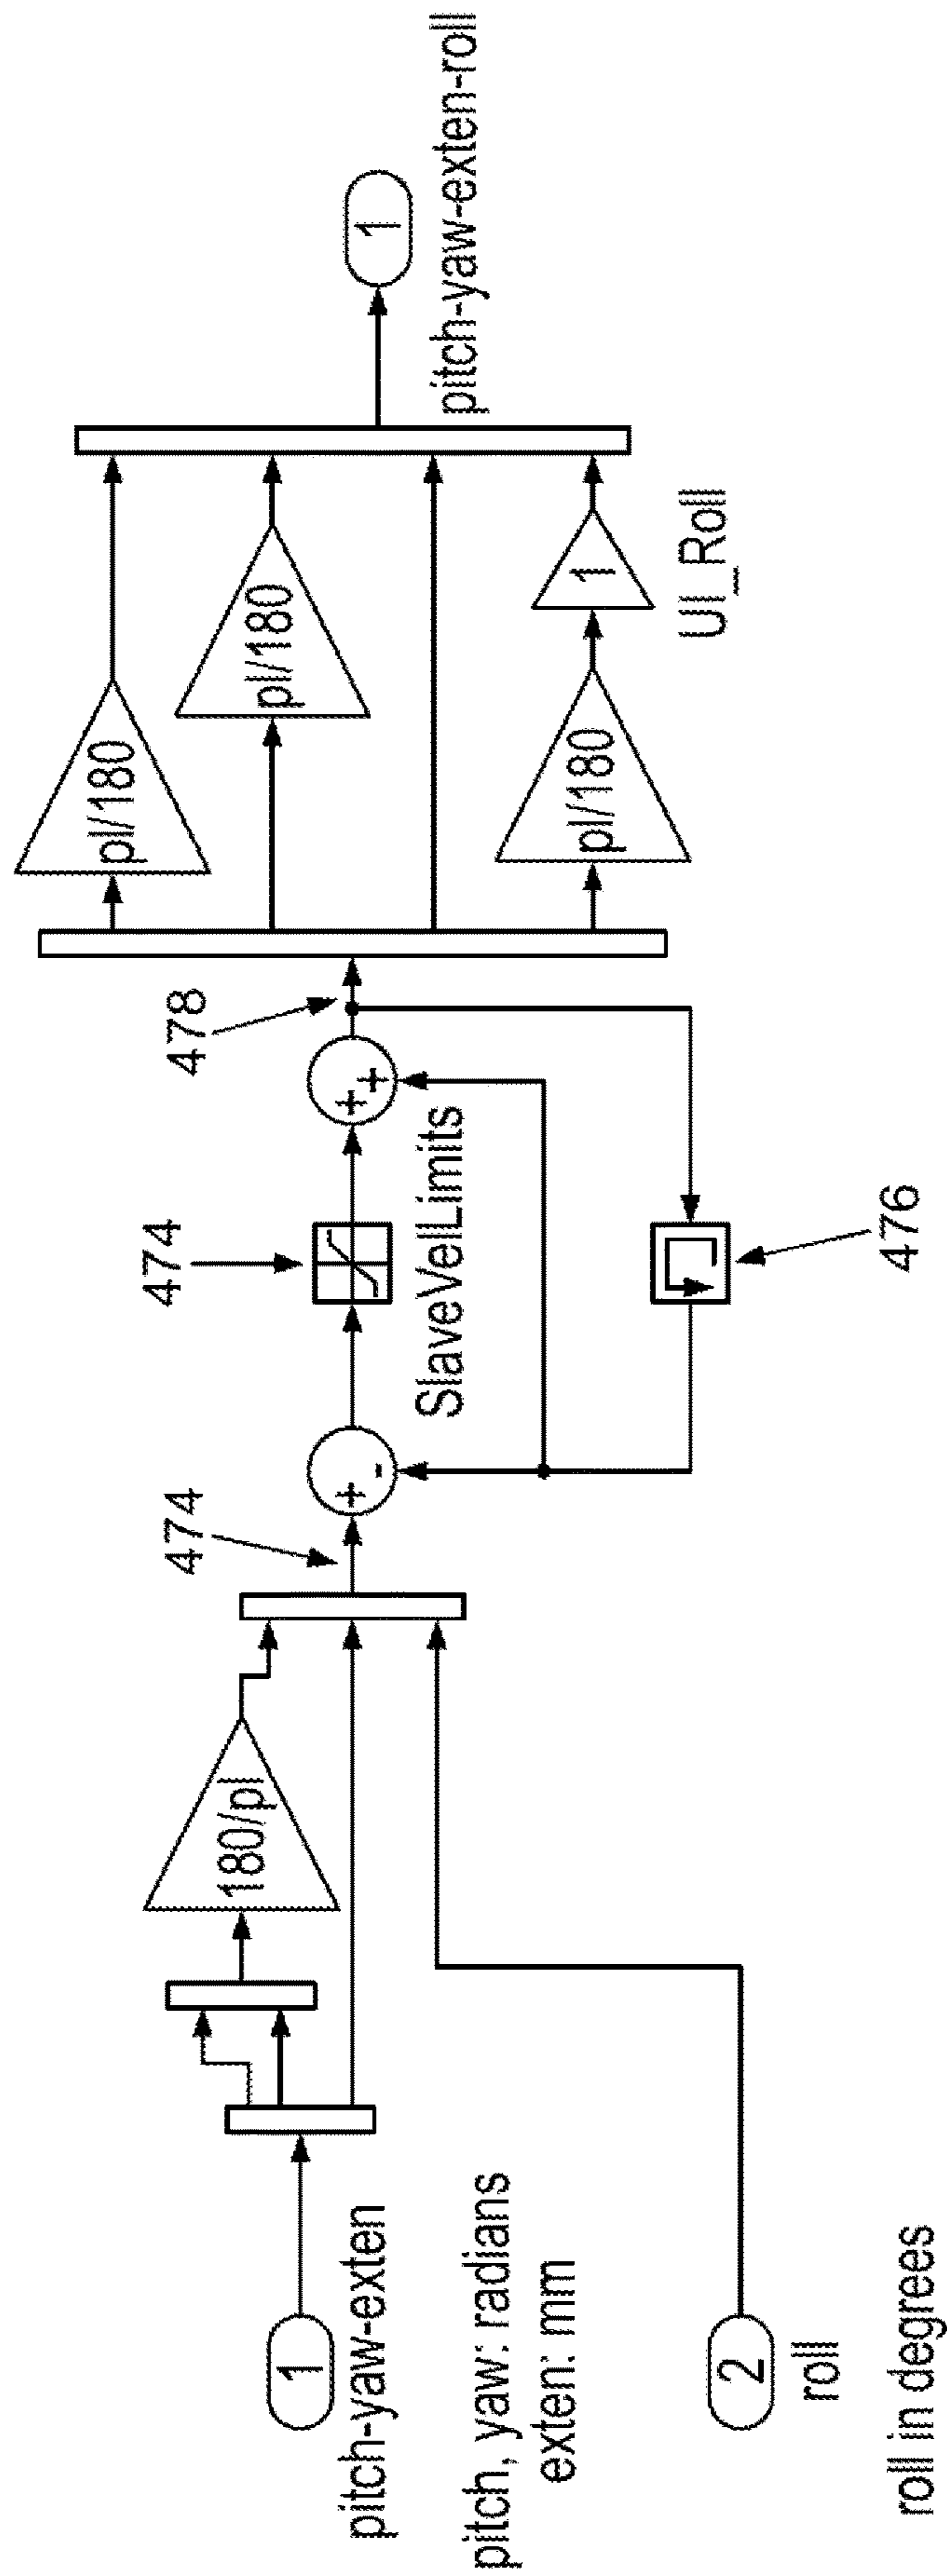 1
pitch-yaw-exten
pitch, yaw: radians
exten: mm
2
roll
roll in degrees
180/pI
474
+
-
474
SlaveVelLimits
+
+
478
476
pI/180
pI/180
pI/180
1
UI_Roll
1
pitch-yaw-exten-roll